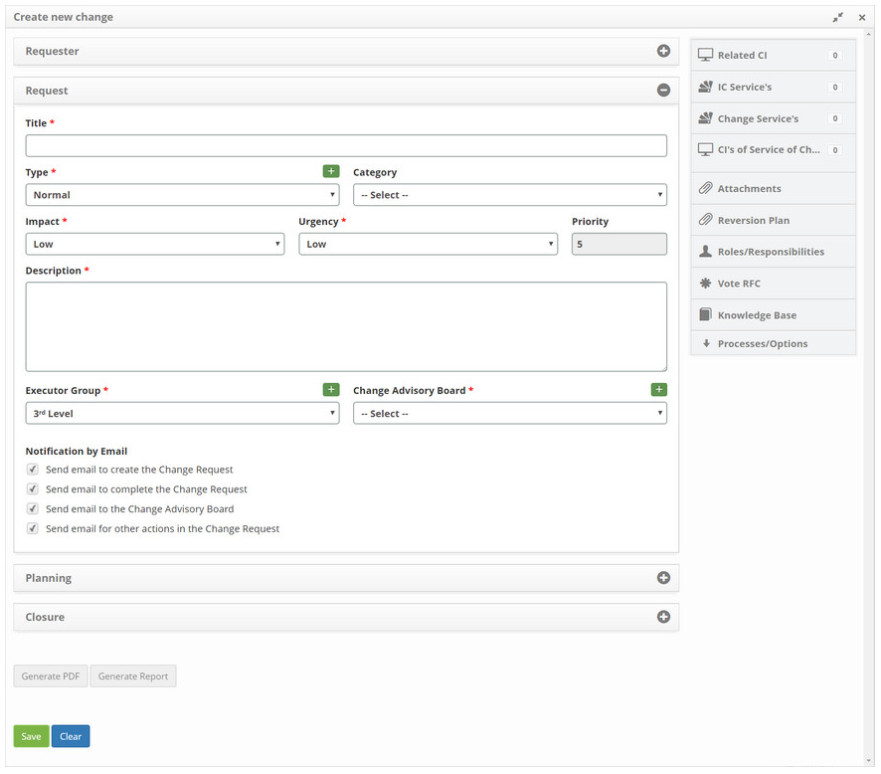 Create new change
Requester
Request
Title *
Type *
Category
Normal
-- Select --
Impact *
Urgency *
Priority
Low
Low
5
Description *
Executor Group *
Change Advisory Board *
3rd Level
-- Select --
Notification by Email
Send email to create the Change Request
Send email to complete the Change Request
Send email to the Change Advisory Board
Send email for other actions in the Change Request
Planning
Closure
Generate PDF
Generate Report
Save
Clear
Related CI 0
IC Service's 0
Change Service's 0
CI's of Service of Ch... 0
Attachments
Reversion Plan
Roles/Responsibilities
Vote RFC
Knowledge Base
Processes/Options